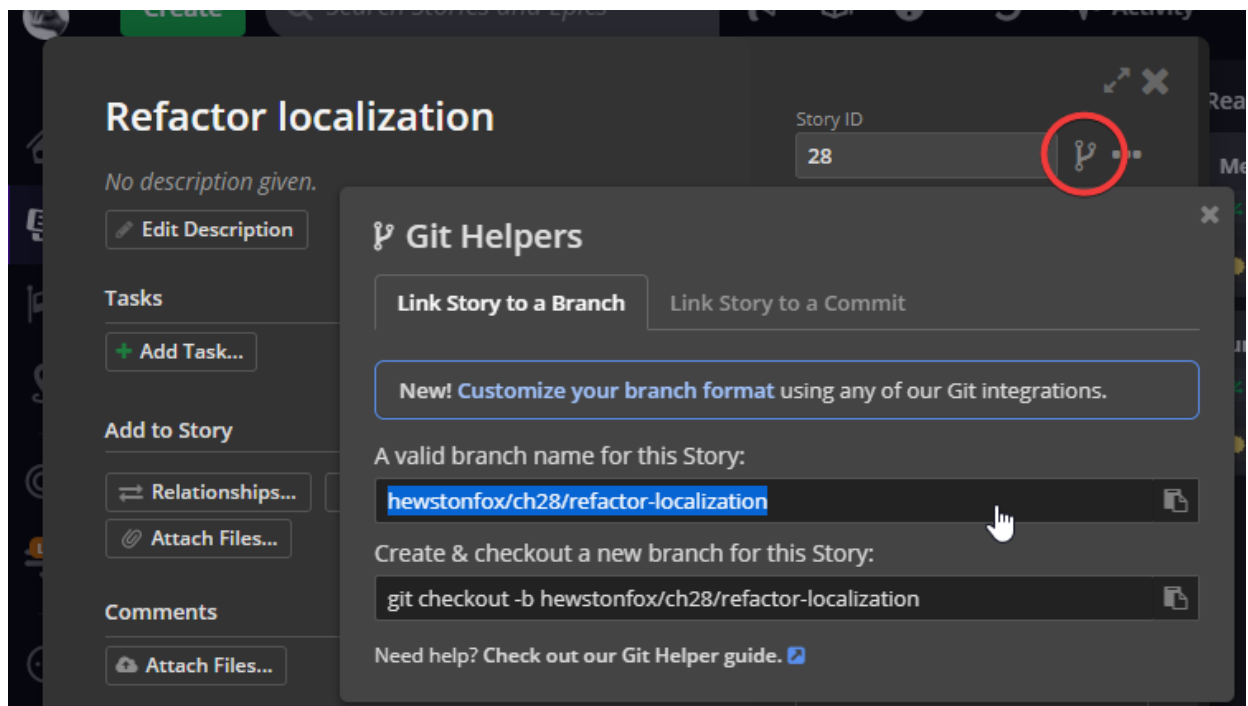 Create
Search Stories and Epics
Activity
Refactor localization
Story ID
28
No description given.
Edit Description
Tasks
Add Task...
Add to Story
Relationships...
Attach Files...
Comments
Attach Files...
Git Helpers
Link Story to a Branch
Link Story to a Commit
New! Customize your branch format using any of our Git integrations.
A valid branch name for this Story:
hewstonfox/ch28/refactor-localization
Create & checkout a new branch for this Story:
git checkout -b hewstonfox/ch28/refactor-localization
Need help? Check out our Git Helper guide.